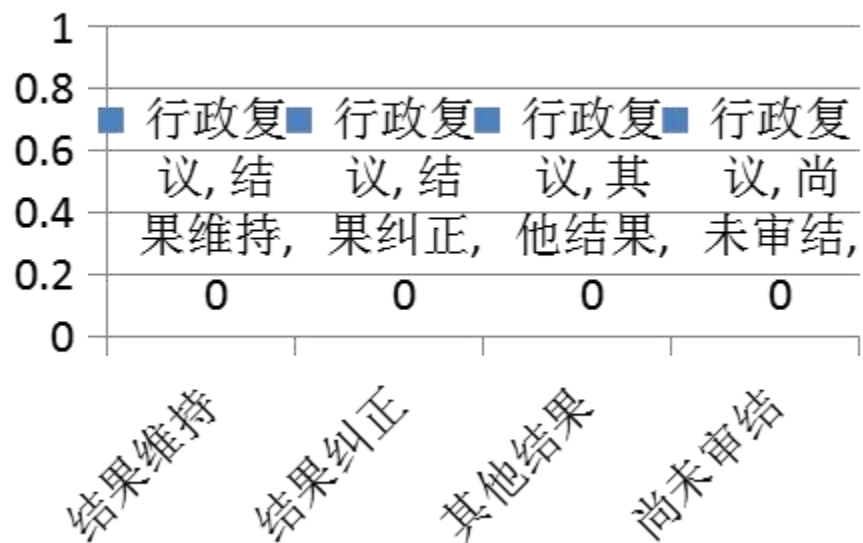 1
0.8
0.6
0.4
0.2
0
行政复
议, 结
果维持,
0
行政复
议, 结
果纠正,
0
行政复
议, 其
他结果,
0
行政复
议, 尚
未审结,
0
结果维持
结果纠正
其他结果
尚未审结